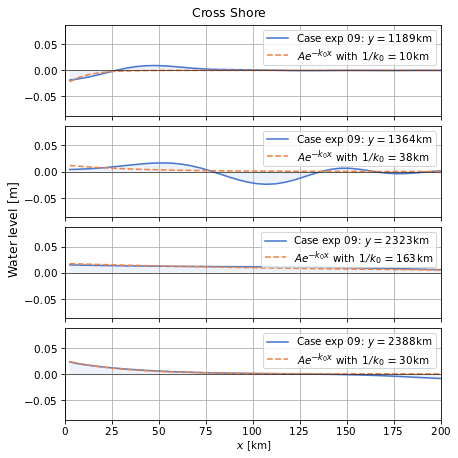 Cross Shore
Water level [m]
0.05
0.00
−0.05
Case exp 09: y = 1189km
Ae^{−k₀x} with 1/k₀ = 10km
0.05
0.00
−0.05
Case exp 09: y = 1364km
Ae^{−k₀x} with 1/k₀ = 38km
0.05
0.00
−0.05
Case exp 09: y = 2323km
Ae^{−k₀x} with 1/k₀ = 163km
0.05
0.00
−0.05
Case exp 09: y = 2388km
Ae^{−k₀x} with 1/k₀ = 30km
0 25 50 75 100 125 150 175 200
x [km]